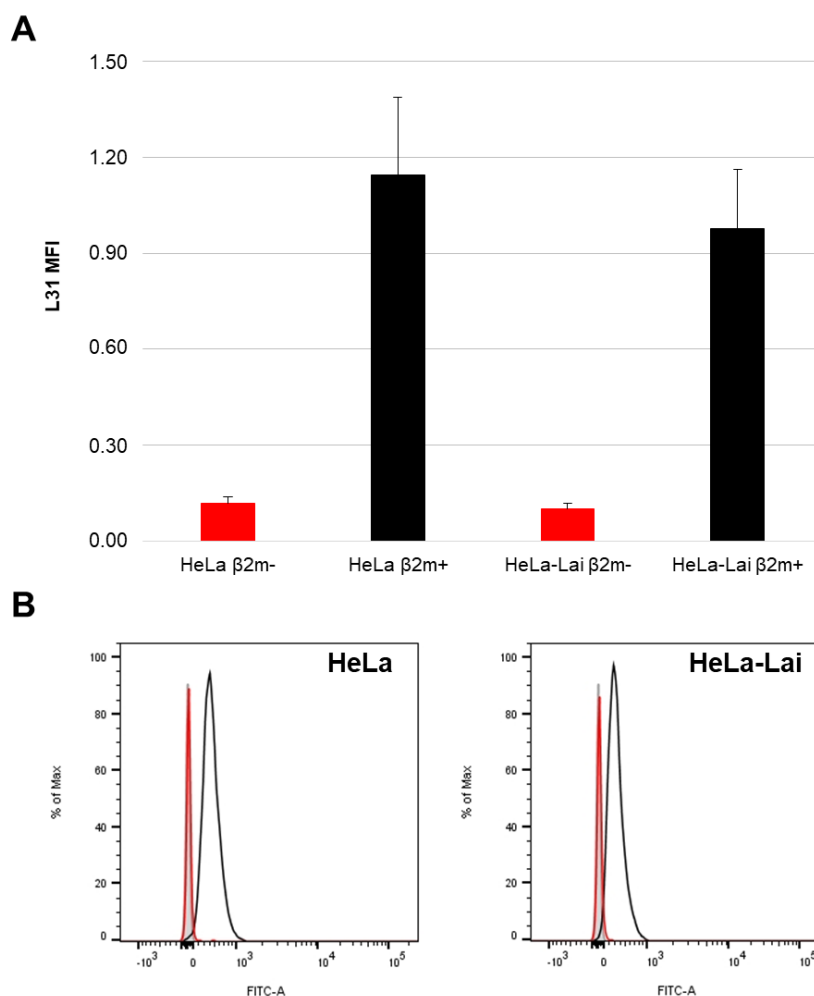 A
1.50
1.20
0.90
0.60
0.30
0.00
L31 MFI
HeLa β2m- HeLa β2m+ HeLa-Lai β2m- HeLa-Lai β2m+
B
HeLa
100
80
60
40
20
0
% of Max
-10³ 0 10³ 10⁴ 10⁵
FITC-A
HeLa-Lai
100
80
60
40
20
0
% of Max
-10³ 0 10³ 10⁴ 10⁵
FITC-A